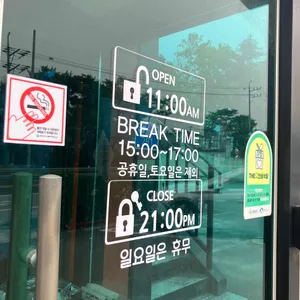 OPEN
11:00AM
BREAK TIME
15:00~17:00
공휴일,토요일은 제외
CLOSE
21:00PM
일요일은 휴무